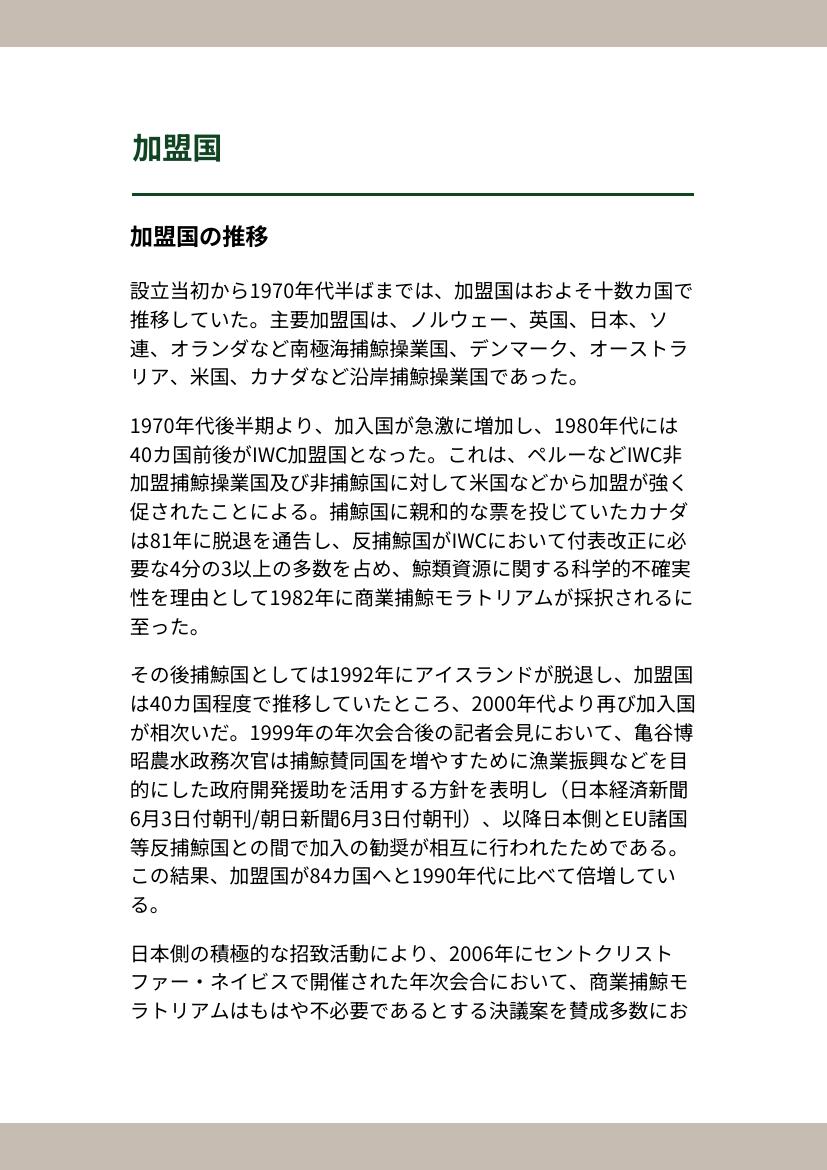 加盟国
加盟国の推移
設立当初から1970年代半ばまでは、加盟国はおよそ十数カ国で
推移していた。主要加盟国は、ノルウェー、英国、日本、ソ
連、オランダなど南極海捕鯨操業国、デンマーク、オーストラ
リア、米国、カナダなど沿岸捕鯨操業国であった。
1970年代後半期より、加入国が急激に増加し、1980年代には
40カ国前後がIWC加盟国となった。これは、ペルーなどIWC非
加盟捕鯨操業国及び非捕鯨国に対して米国などから加盟が強く
促されたことによる。捕鯨国に親和的な票を投じていたカナダ
は81年に脱退を通告し、反捕鯨国がIWCにおいて付表改正に必
要な4分の3以上の多数を占め、鯨類資源に関する科学的不確実
性を理由として1982年に商業捕鯨モラトリアムが採択されるに
至った。
その後捕鯨国としては1992年にアイスランドが脱退し、加盟国
は40カ国程度で推移していたところ、2000年代より再び加入国
が相次いだ。1999年の年次会合後の記者会見において、亀谷博
昭農水政務次官は捕鯨賛同国を増やすために漁業振興などを目
的にした政府開発援助を活用する方針を表明し（日本経済新聞
6月3日付朝刊/朝日新聞6月3日付朝刊）、以降日本側とEU諸国
等反捕鯨国との間で加入の勧奨が相互に行われたためである。
この結果、加盟国が84カ国へと1990年代に比べて倍増してい
る。
日本側の積極的な招致活動により、2006年にセントクリスト
ファー・ネイビスで開催された年次会合において、商業捕鯨モ
ラトリアムはもはや不必要であるとする決議案を賛成多数にお